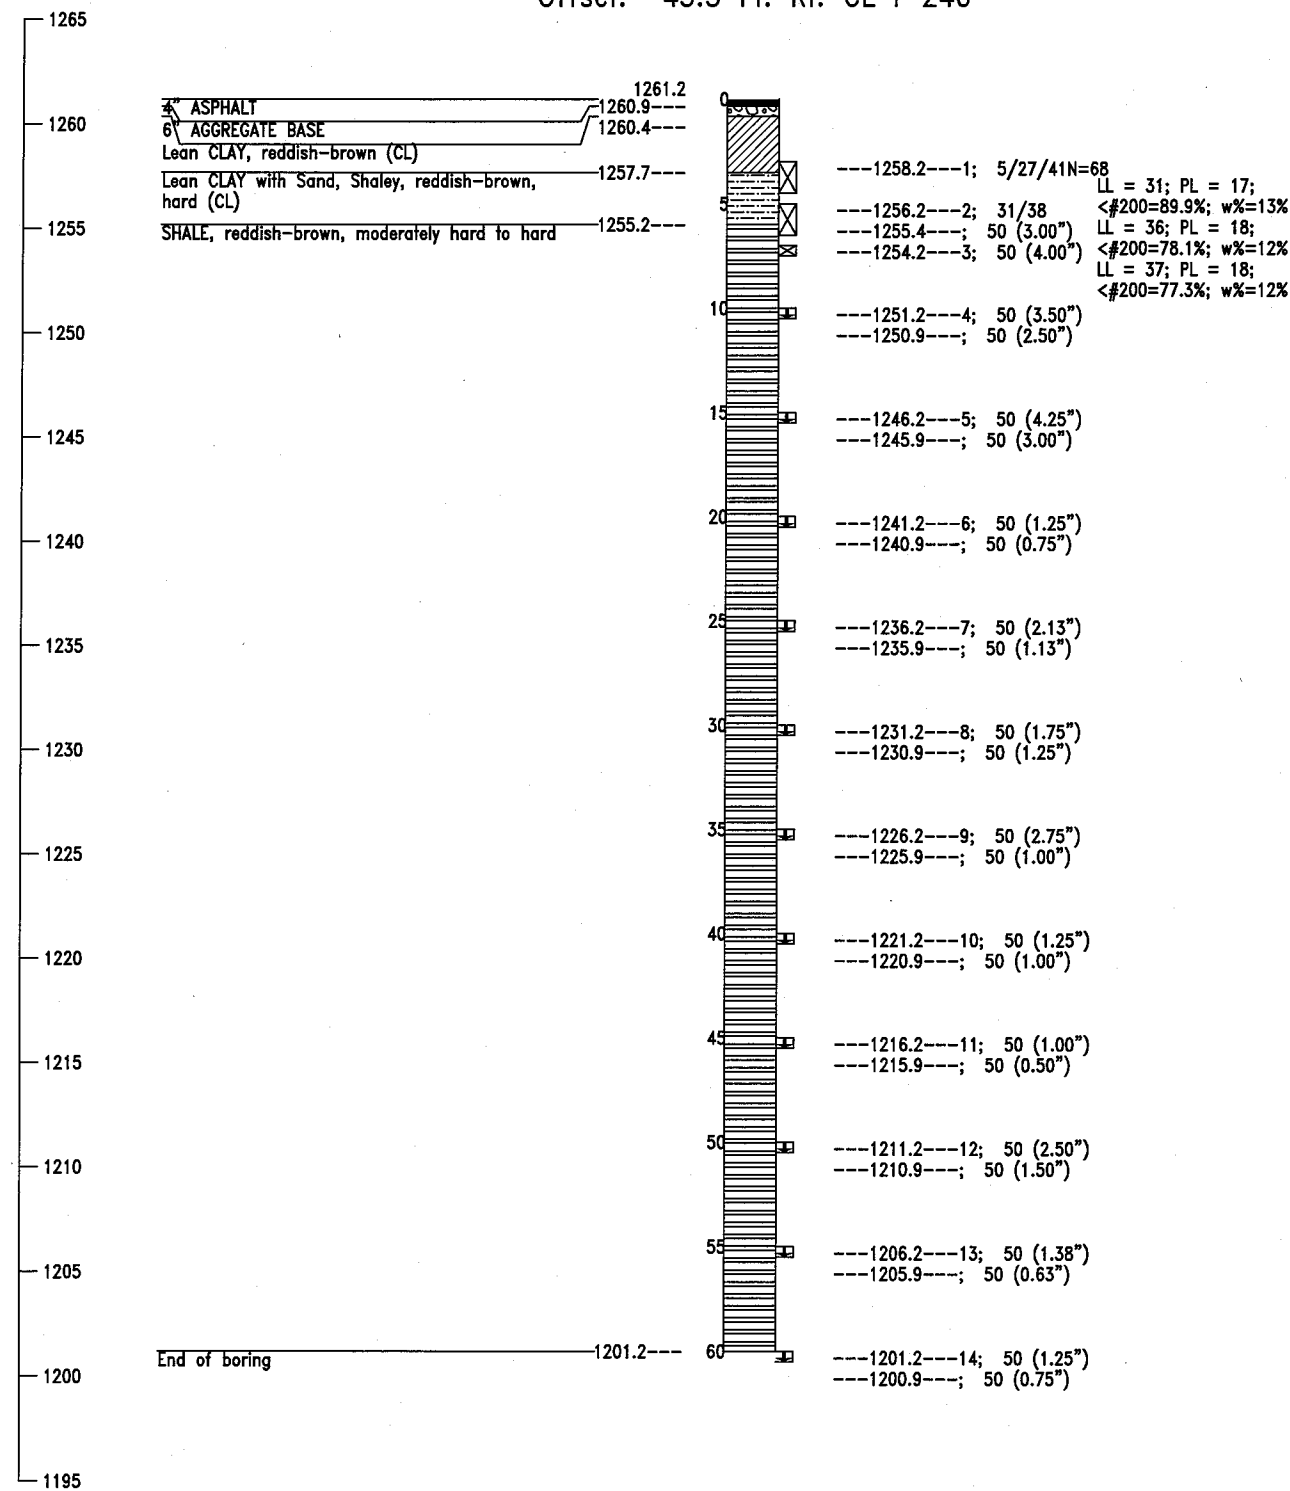 1265
1261.2
4" ASPHALT
1260.9---
6" AGGREGATE BASE
1260.4---
1260
Lean CLAY, reddish-brown (CL)
1257.7---
Lean CLAY with Sand, Shaley, reddish-brown,
hard (CL)
1255.2---
1255
SHALE, reddish-brown, moderately hard to hard
0
---1258.2---1; 5/27/41N=68
LL = 31; PL = 17;
<#200=89.9%; w%=13%
5
---1256.2---2; 31/38
---1255.4---; 50 (3.00")
LL = 36; PL = 18;
<#200=78.1%; w%=12%
---1254.2---3; 50 (4.00")
LL = 37; PL = 18;
<#200=77.3%; w%=12%
10
---1251.2---4; 50 (3.50")
---1250.9---; 50 (2.50")
1250
15
---1246.2---5; 50 (4.25")
---1245.9---; 50 (3.00")
1245
20
---1241.2---6; 50 (1.25")
---1240.9---; 50 (0.75")
1240
25
---1236.2---7; 50 (2.13")
---1235.9---; 50 (1.13")
1235
30
---1231.2---8; 50 (1.75")
---1230.9---; 50 (1.25")
1230
35
---1226.2---9; 50 (2.75")
---1225.9---; 50 (1.00")
1225
40
---1221.2---10; 50 (1.25")
---1220.9---; 50 (1.00")
1220
45
---1216.2---11; 50 (1.00")
---1215.9---; 50 (0.50")
1215
50
---1211.2---12; 50 (2.50")
---1210.9---; 50 (1.50")
1210
55
---1206.2---13; 50 (1.38")
---1205.9---; 50 (0.63")
1205
End of boring
1201.2---
60
---1201.2---14; 50 (1.25")
---1200.9---; 50 (0.75")
1200
1195